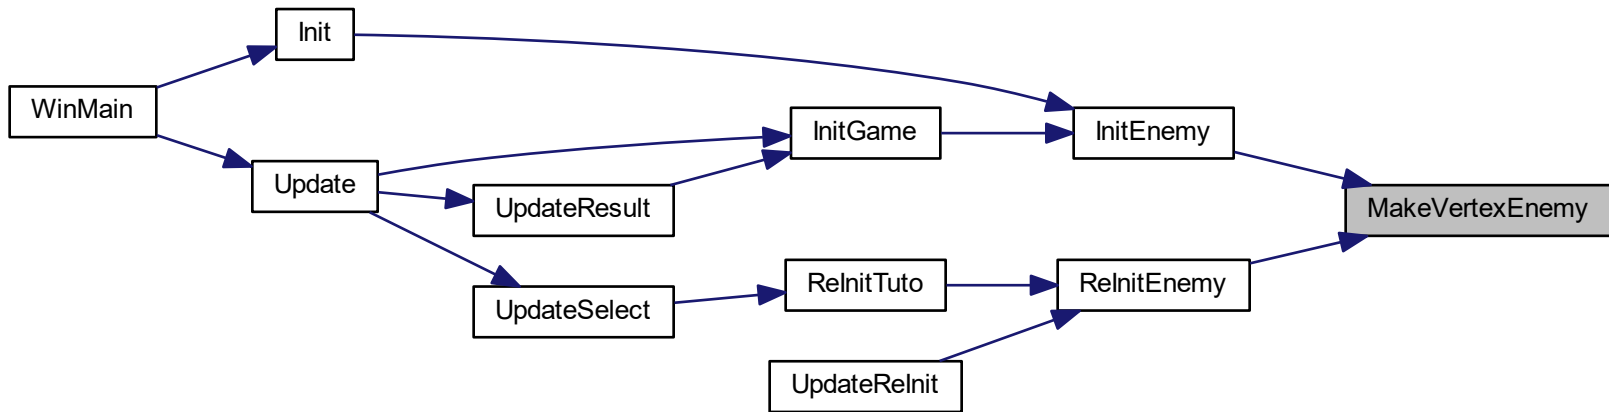 Init
WinMain
InitGame
InitEnemy
Update
UpdateResult
MakeVertexEnemy
ReInitTuto
ReInitEnemy
UpdateSelect
UpdateReInit